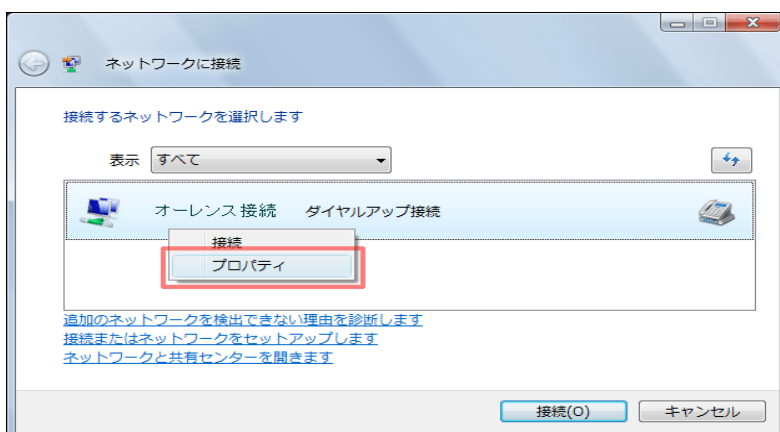 ネットワークに接続
接続するネットワークを選択します
表示 すべて
オーレンス接続 ダイヤルアップ接続
接続
プロパティ
追加のネットワークを検出できない理由を診断します
接続またはネットワークをセットアップします
ネットワークと共有センターを開きます
接続(O) キャンセル